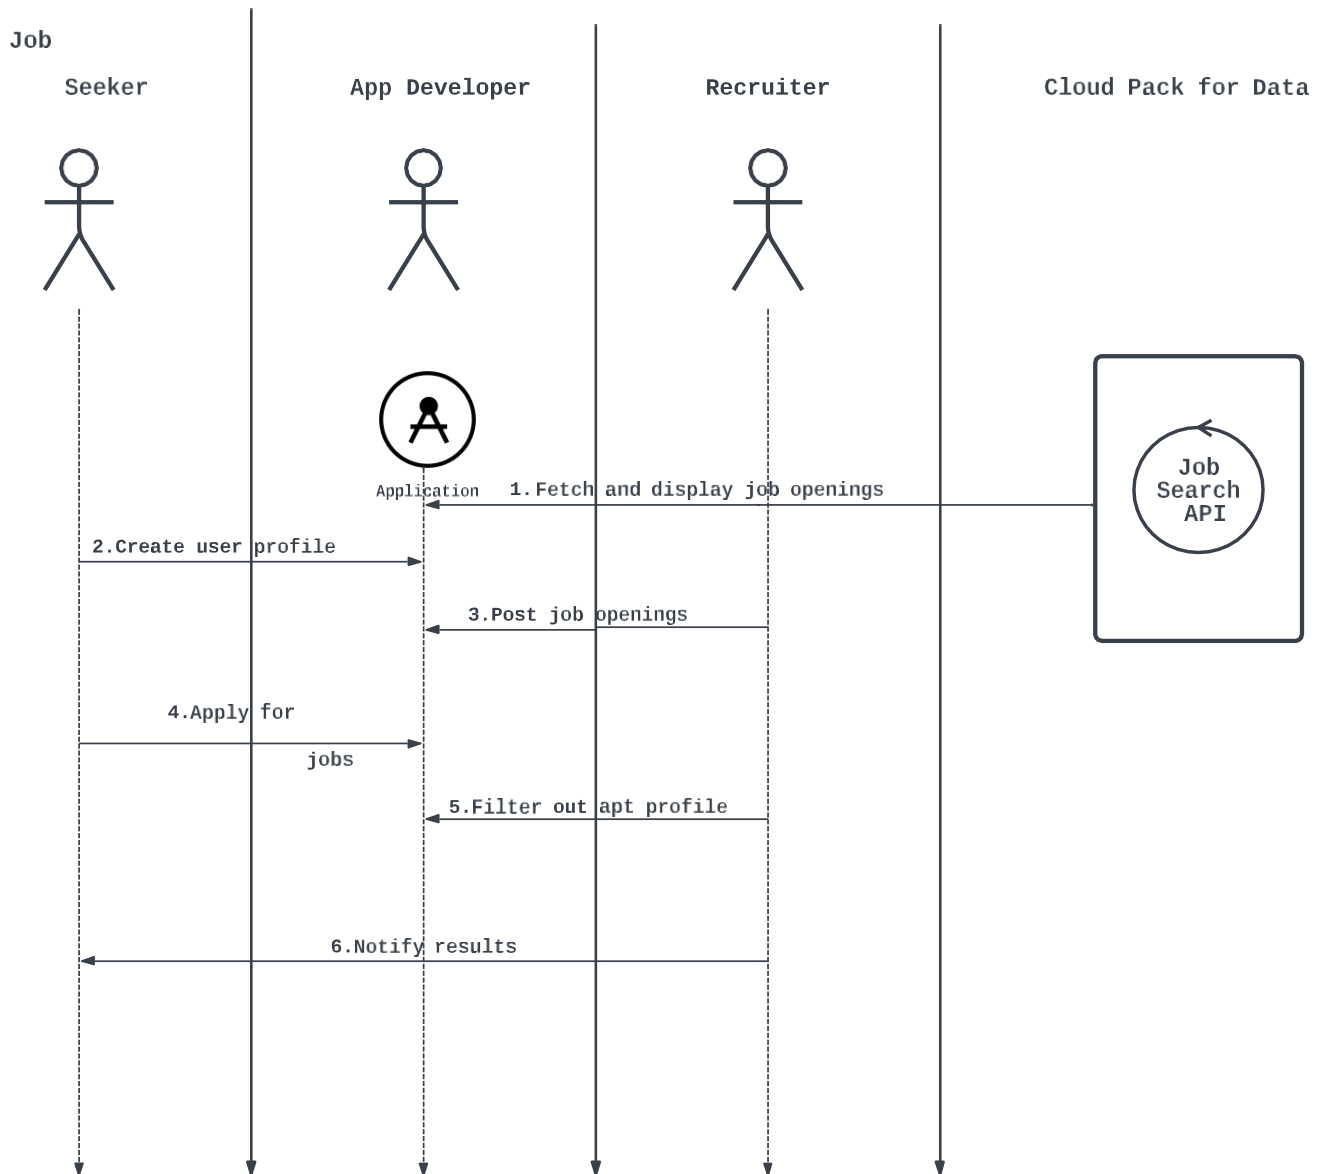 Job
Seeker
App Developer
Recruiter
Cloud Pack for Data
Job
Search
API
Application
1.Fetch and display job openings
2.Create user profile
3.Post job openings
4.Apply for
jobs
5.Filter out apt profile
6.Notify results